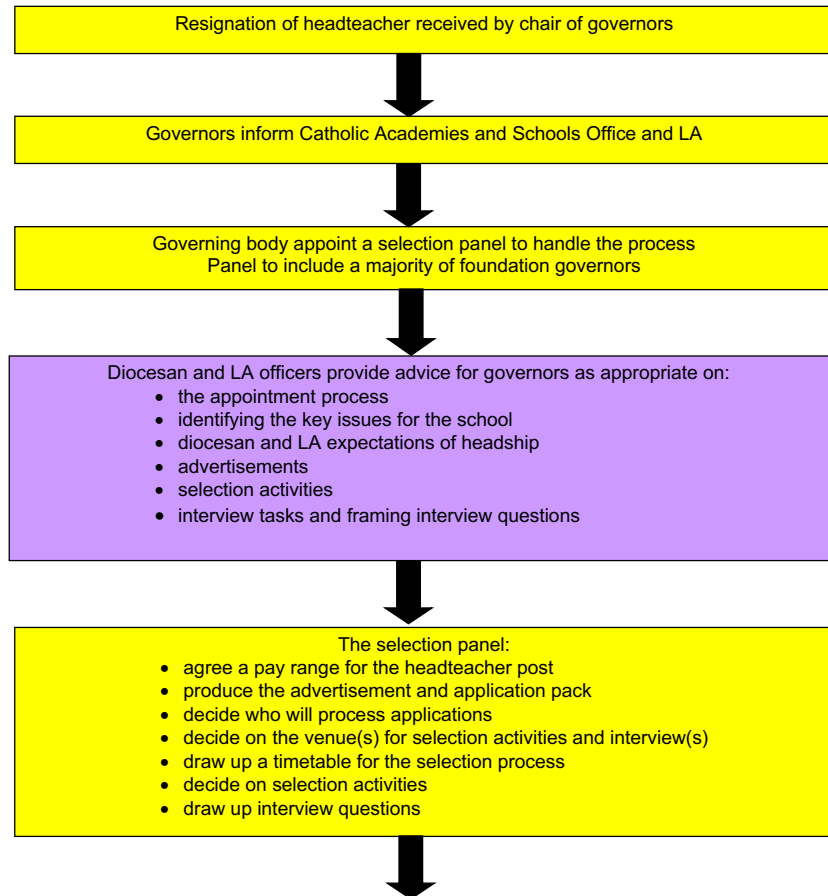 Resignation of headteacher received by chair of governors
Governors inform Catholic Academies and Schools Office and LA
Governing body appoint a selection panel to handle the process
Panel to include a majority of foundation governors
Diocesan and LA officers provide advice for governors as appropriate on:
• the appointment process
• identifying the key issues for the school
• diocesan and LA expectations of headship
• advertisements
• selection activities
• interview tasks and framing interview questions
The selection panel:
• agree a pay range for the headteacher post
• produce the advertisement and application pack
• decide who will process applications
• decide on the venue(s) for selection activities and interview(s)
• draw up a timetable for the selection process
• decide on selection activities
• draw up interview questions